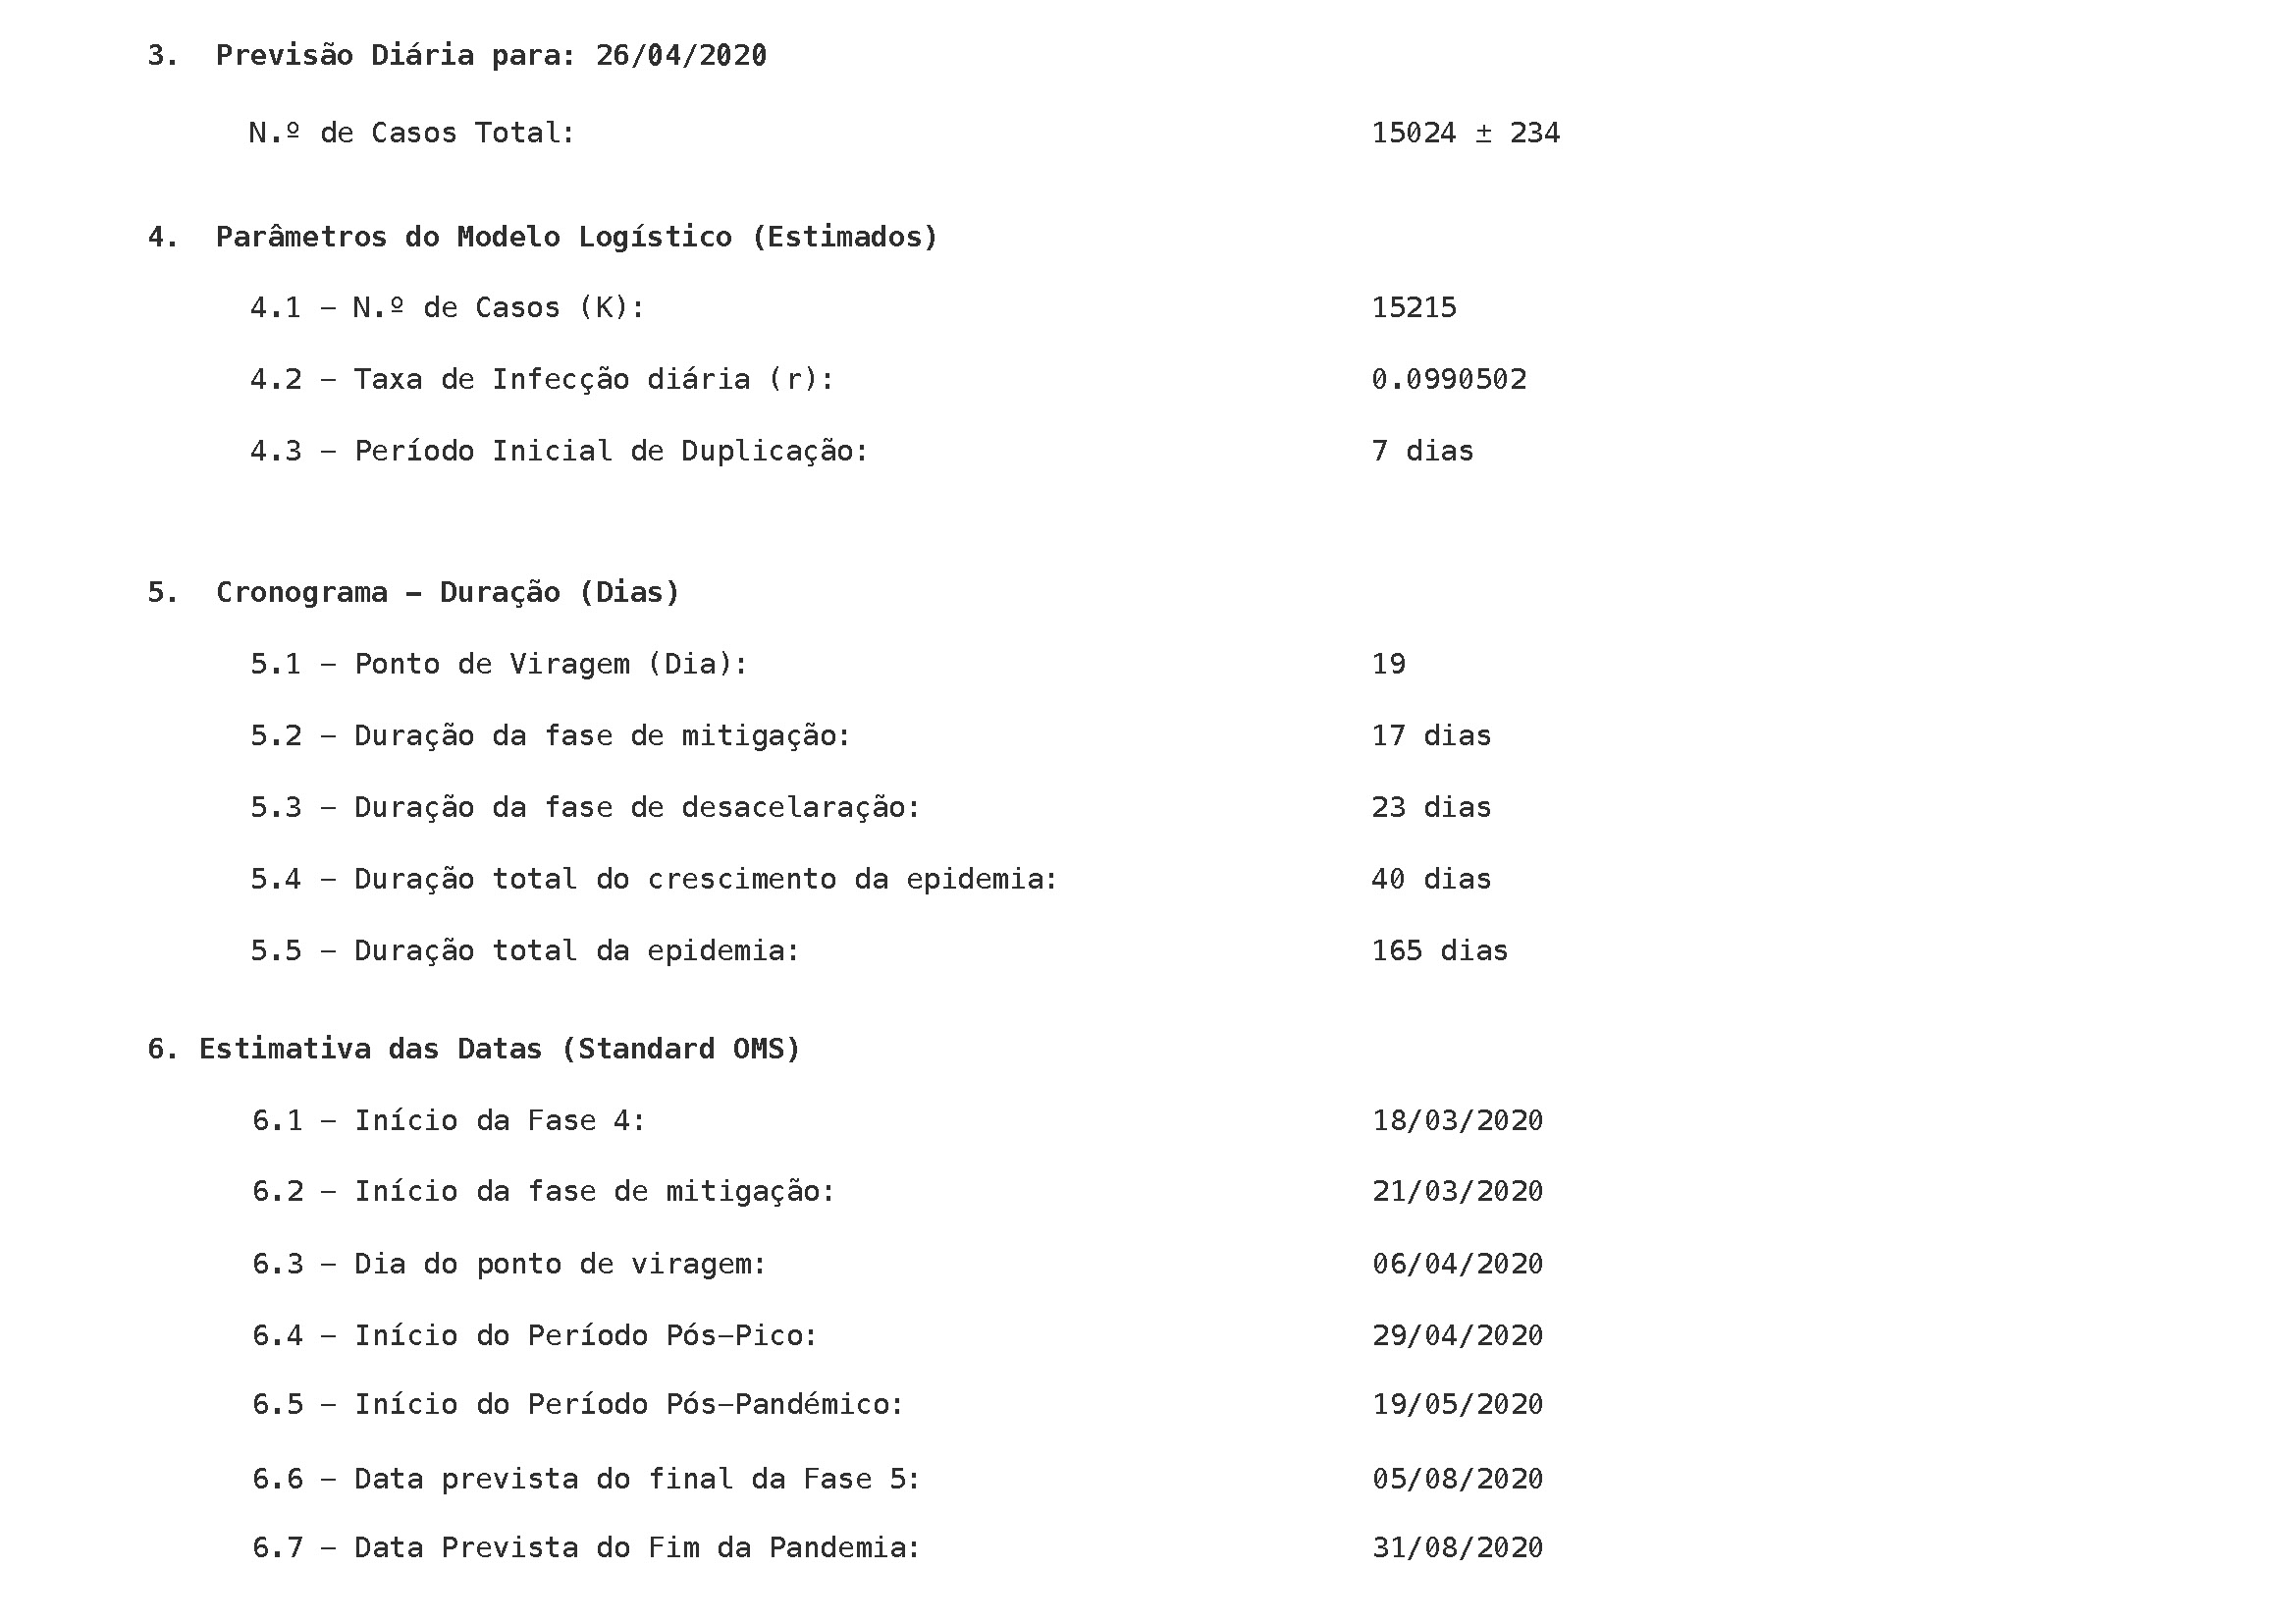 3. Previsão Diária para: 26/04/2020
N.º de Casos Total: 15024 ± 234
4. Parâmetros do Modelo Logístico (Estimados)
4.1 – N.º de Casos (K): 15215
4.2 – Taxa de Infecção diária (r): 0.0990502
4.3 – Período Inicial de Duplicação: 7 dias
5. Cronograma – Duração (Dias)
5.1 – Ponto de Viragem (Dia): 19
5.2 – Duração da fase de mitigação: 17 dias
5.3 – Duração da fase de desacelaração: 23 dias
5.4 – Duração total do crescimento da epidemia: 40 dias
5.5 – Duração total da epidemia: 165 dias
6. Estimativa das Datas (Standard OMS)
6.1 – Início da Fase 4: 18/03/2020
6.2 – Início da fase de mitigação: 21/03/2020
6.3 – Dia do ponto de viragem: 06/04/2020
6.4 – Início do Período Pós–Pico: 29/04/2020
6.5 – Início do Período Pós–Pandémico: 19/05/2020
6.6 – Data prevista do final da Fase 5: 05/08/2020
6.7 – Data Prevista do Fim da Pandemia: 31/08/2020